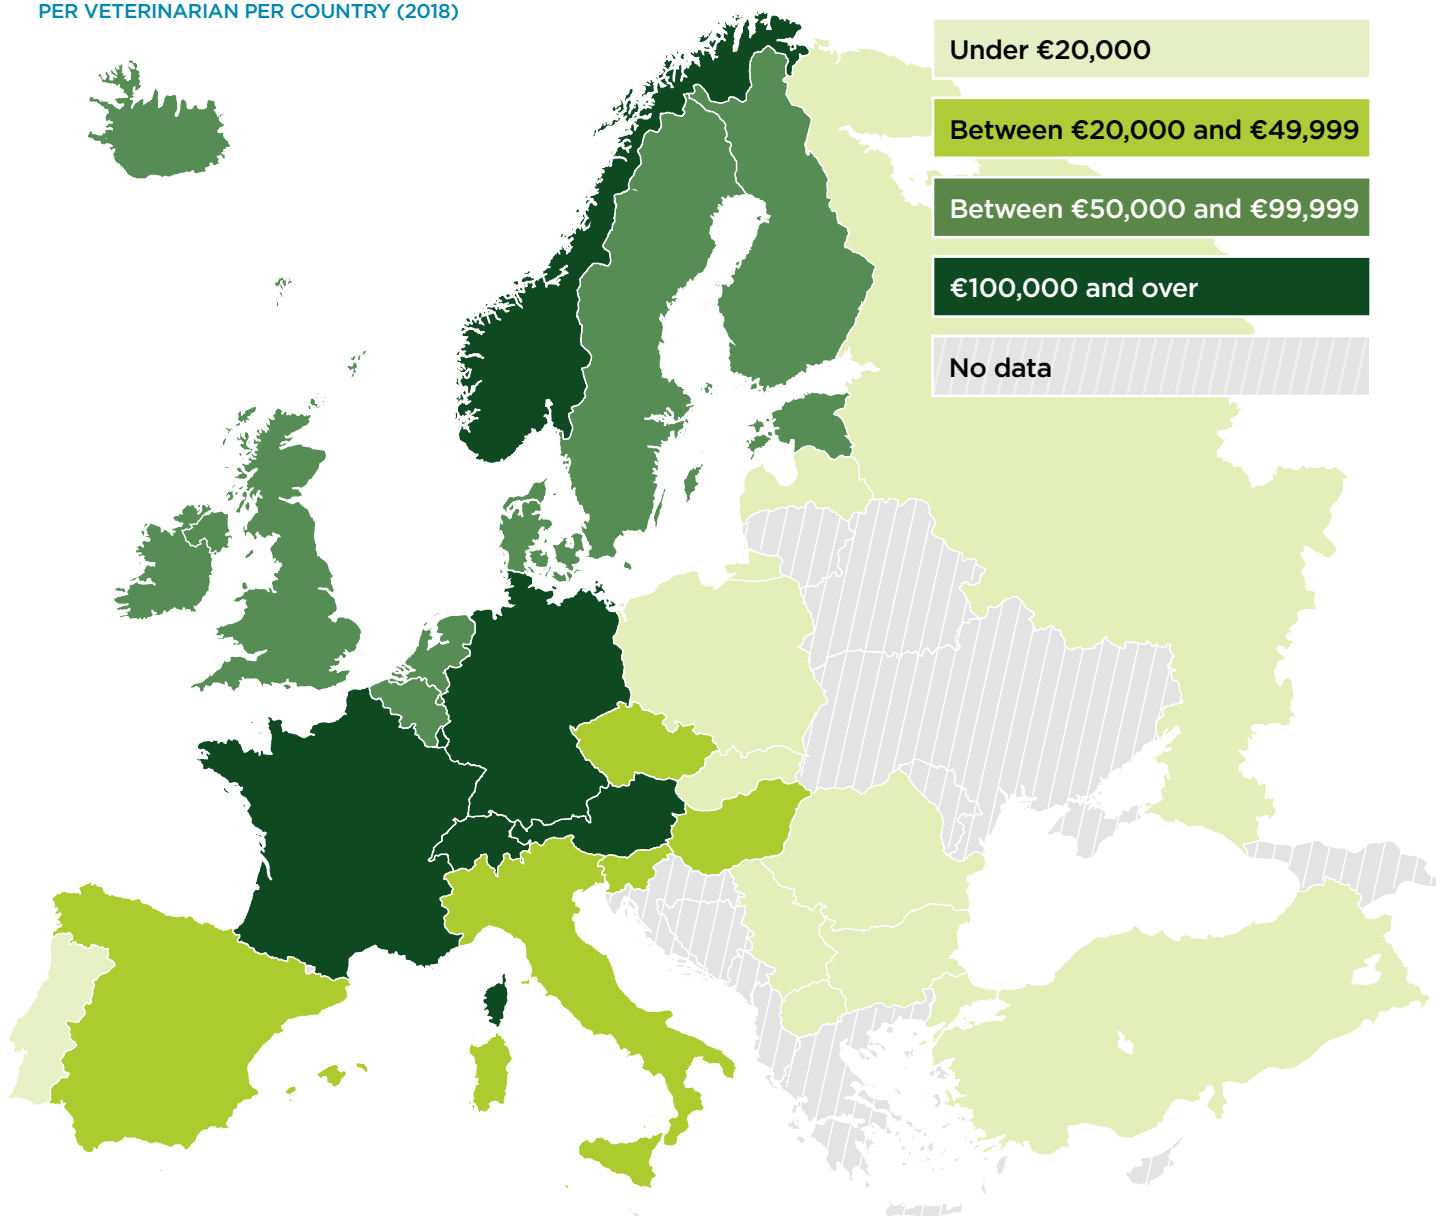 PER VETERINARIAN PER COUNTRY (2018)
Under €20,000
Between €20,000 and €49,999
Between €50,000 and €99,999
€100,000 and over
No data